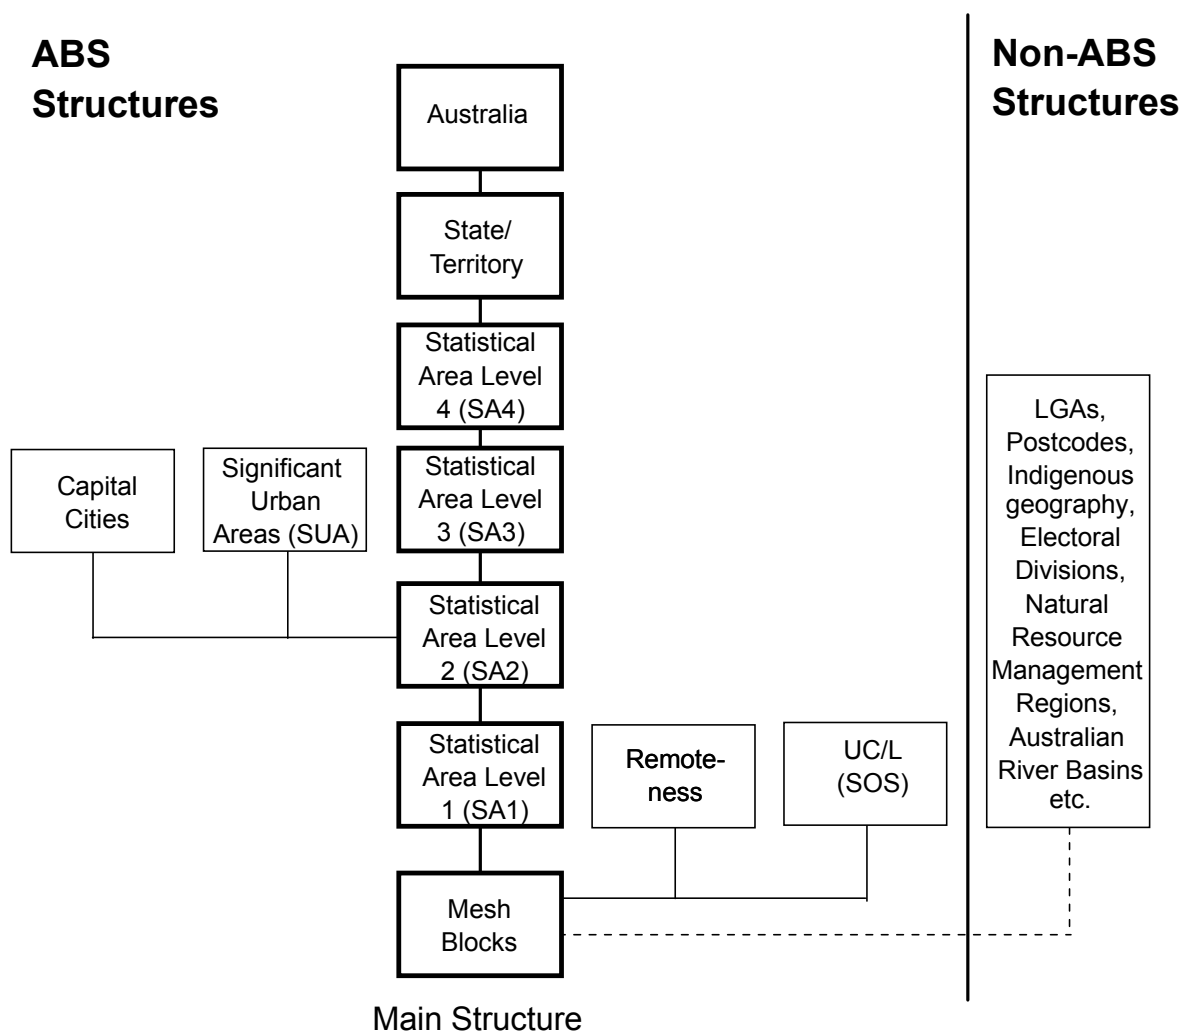 ABS
Structures
Non-ABS
Structures
Australia
State/
Territory
Statistical
Area Level
4 (SA4)
Capital
Cities
Significant
Urban
Areas (SUA)
Statistical
Area Level
3 (SA3)
Statistical
Area Level
2 (SA2)
Statistical
Area Level
1 (SA1)
Remote-
ness
UC/L
(SOS)
Mesh
Blocks
LGAs,
Postcodes,
Indigenous
geography,
Electoral
Divisions,
Natural
Resource
Management
Regions,
Australian
River Basins
etc.
Main Structure